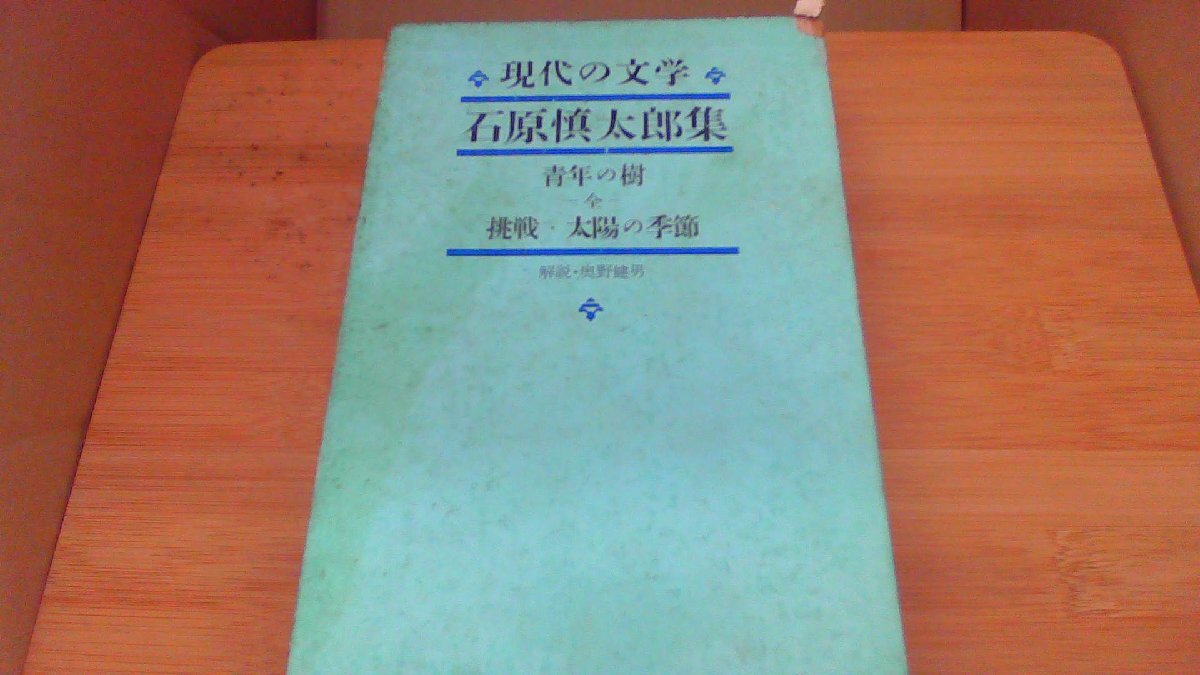 現代の文学
石原慎太郎集
青年の樹
－全－
挑戦・太陽の季節
解説・奥野健男